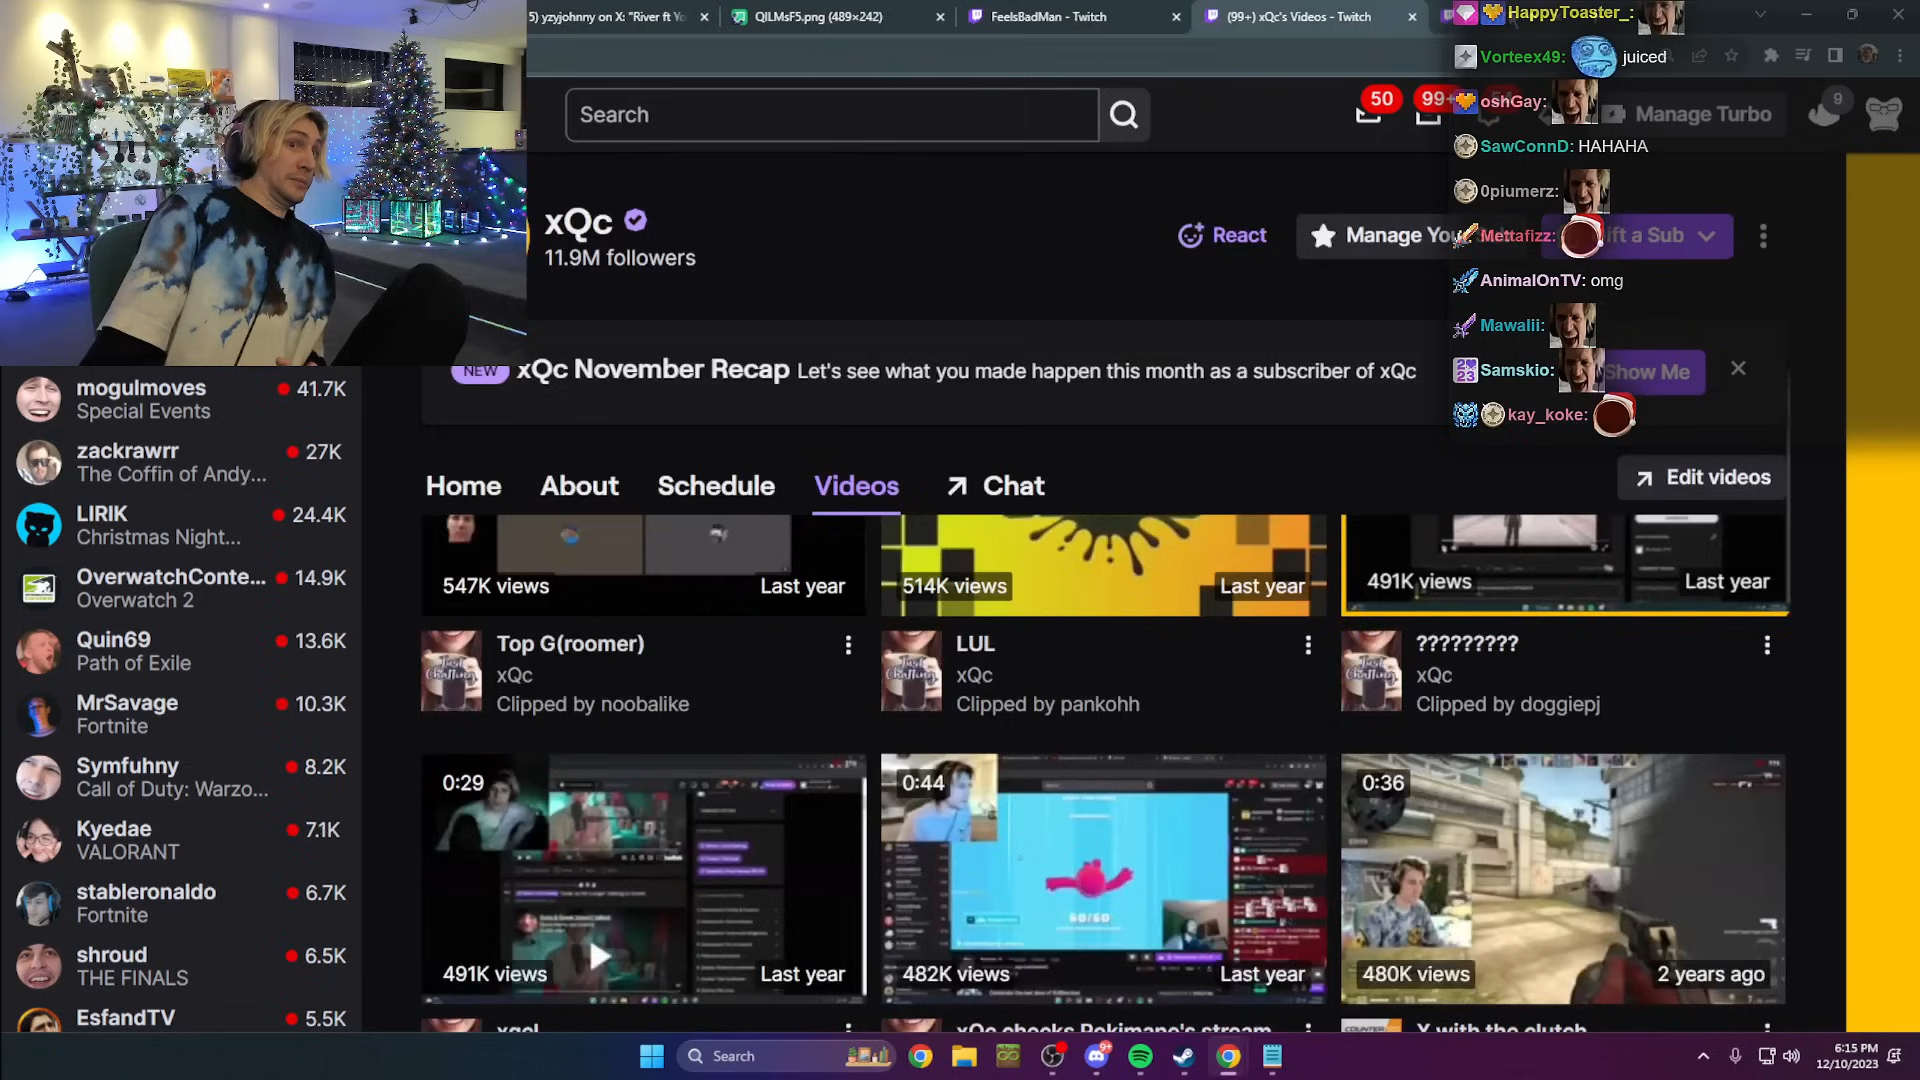 5) yzyjohnny on X: "River ft Yo
QILMsF5.png (489×242)
FeelsBadMan - Twitch
(99+) xQc's Videos - Twitch
HappyToaster_:
Vorteex49: juiced
oshGay:
SawConnD: HAHAHA
0piumerz:
Mettafizz:
AnimalOnTV: omg
Mawalii:
Samskio:
kay_koke:
Search
50
99+
Manage Turbo
9
xQc
11.9M followers
React
Manage You
ift a Sub
NEW xQc November Recap Let's see what you made happen this month as a subscriber of xQc
Show Me
Home About Schedule Videos Chat
Edit videos
mogulmoves 41.7K
Special Events
zackrawrr 27K
The Coffin of Andy...
LIRIK 24.4K
Christmas Night...
OverwatchConte... 14.9K
Overwatch 2
Quin69 13.6K
Path of Exile
MrSavage 10.3K
Fortnite
Symfuhny 8.2K
Call of Duty: Warzo...
Kyedae 7.1K
VALORANT
stableronaldo 6.7K
Fortnite
shroud 6.5K
THE FINALS
EsfandTV 5.5K
547K views Last year
Top G(roomer)
xQc
Clipped by noobalike
514K views Last year
LUL
xQc
Clipped by pankohh
491K views Last year
?????????
xQc
Clipped by doggiepj
0:29
491K views Last year
0:44
60/60
482K views Last year
xQc checks Pokimane's stream
0:36
480K views 2 years ago
X with the clutch
Search
9+
6:15 PM
12/10/2023